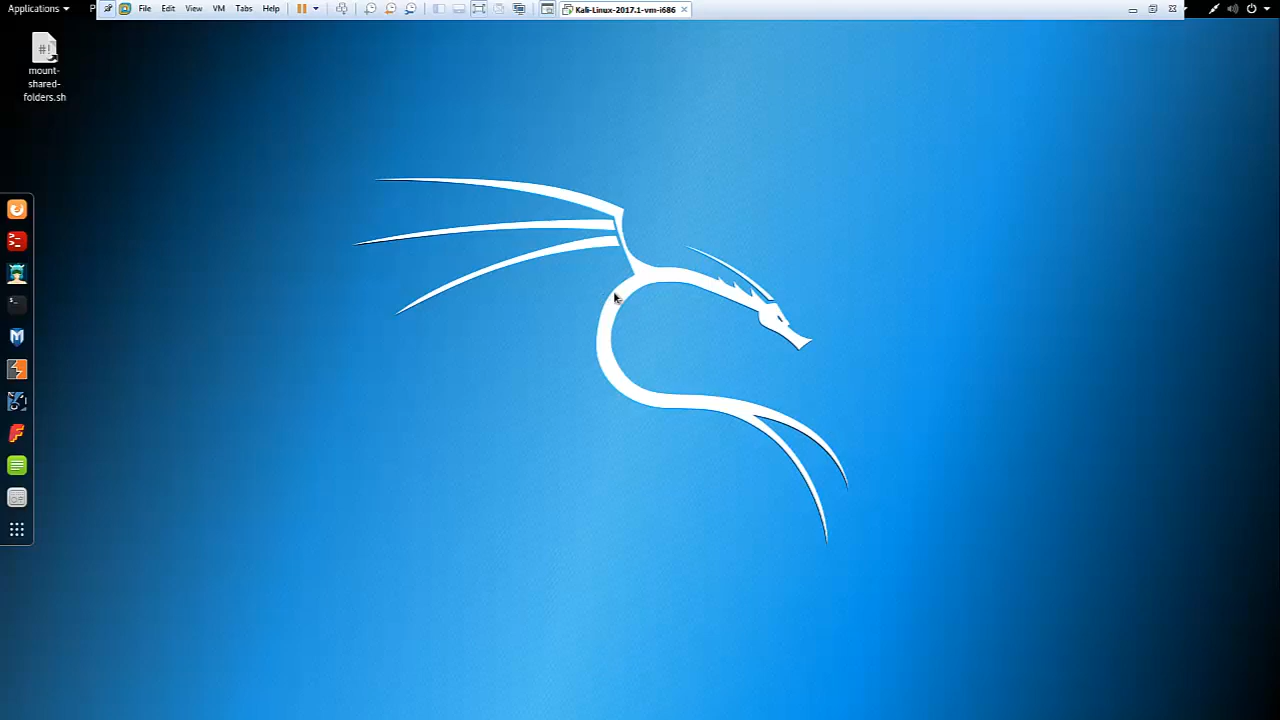 Applications P File Edit View VM Tabs Help Kali-Linux-2017.1-vm-i686
#!
mount-
shared-
folders.sh